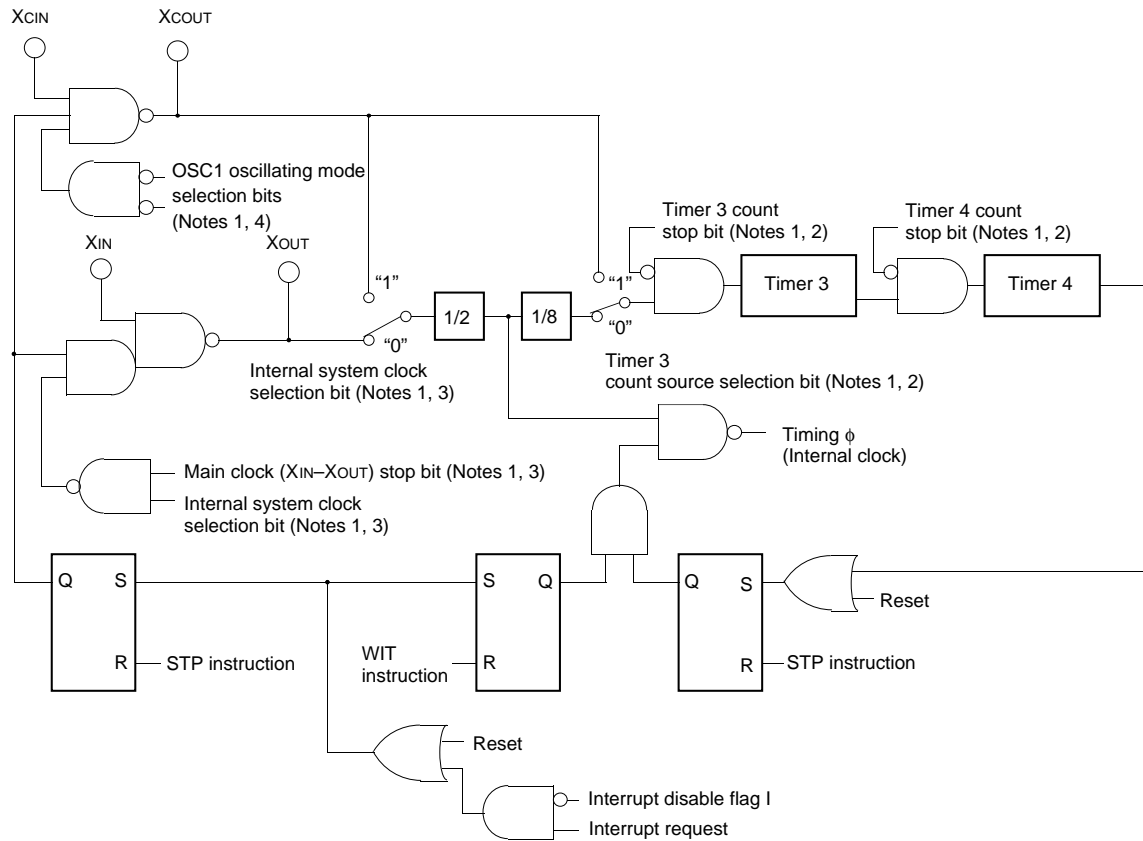 XCIN
XCOUT
OSC1 oscillating mode
selection bits
(Notes 1, 4)
XIN
XOUT
"1"
"0"
Internal system clock
selection bit (Notes 1, 3)
1/2
1/8
"1"
"0"
Timer 3 count
stop bit (Notes 1, 2)
Timer 3
Timer 4 count
stop bit (Notes 1, 2)
Timer 4
Timer 3
count source selection bit (Notes 1, 2)
Timing ϕ
(Internal clock)
Main clock (XIN–XOUT) stop bit (Notes 1, 3)
Internal system clock
selection bit (Notes 1, 3)
Q
S
R
STP instruction
S
Q
R
WIT
instruction
Q
S
R
Reset
STP instruction
Reset
Interrupt disable flag I
Interrupt request